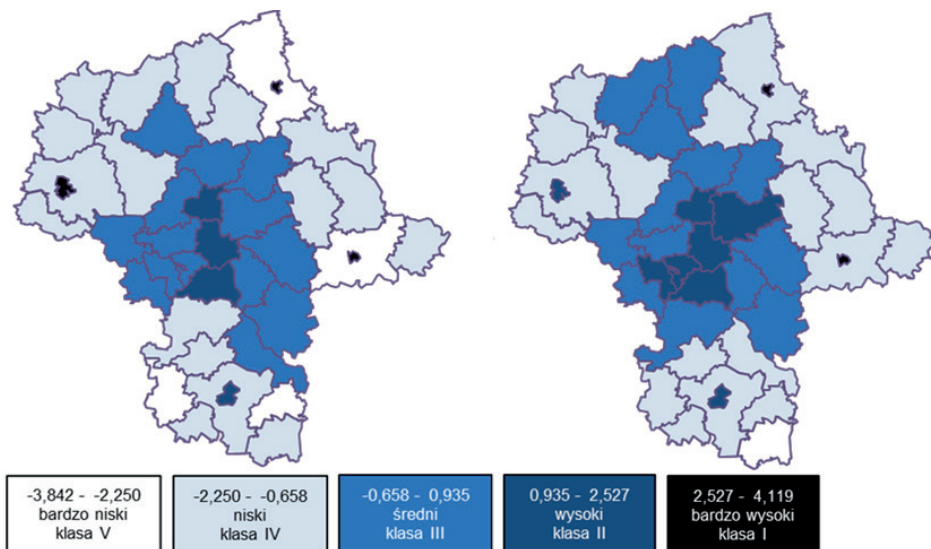 -3,842 - -2,250
bardzo niski
klasa V
-2,250 - -0,658
niski
klasa IV
-0,658 - 0,935
średni
klasa III
0,935 - 2,527
wysoki
klasa II
2,527 - 4,119
bardzo wysoki
klasa I